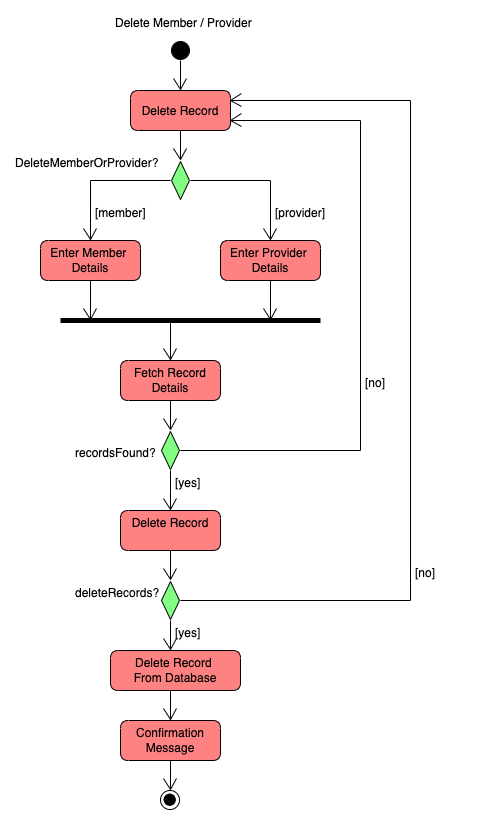 Delete Member / Provider
Delete Record
DeleteMemberOrProvider?
[member]
[provider]
Enter Member
Details
Enter Provider
Details
Fetch Record
Details
[no]
recordsFound?
[yes]
Delete Record
[no]
deleteRecords?
[yes]
Delete Record
From Database
Confirmation
Message